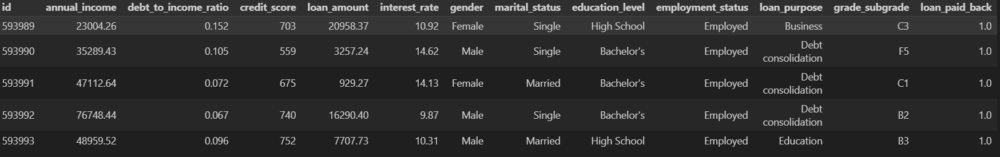 id annual_income debt_to_income_ratio credit_score loan_amount interest_rate gender marital_status education_level employment_status loan_purpose grade_subgrade loan_paid_back
593989 23004.26 0.152 703 20958.37 10.92 Female Single High School Employed Business C3 1.0
593990 35289.43 0.105 559 3257.24 14.62 Male Single Bachelor's Employed Debt consolidation F5 1.0
593991 47112.64 0.072 675 929.27 14.13 Female Married Bachelor's Employed Debt consolidation C1 1.0
593992 76748.44 0.067 740 16290.40 9.87 Male Single Bachelor's Employed Debt consolidation B2 1.0
593993 48959.52 0.096 752 7707.73 10.31 Male Married High School Employed Education B3 1.0